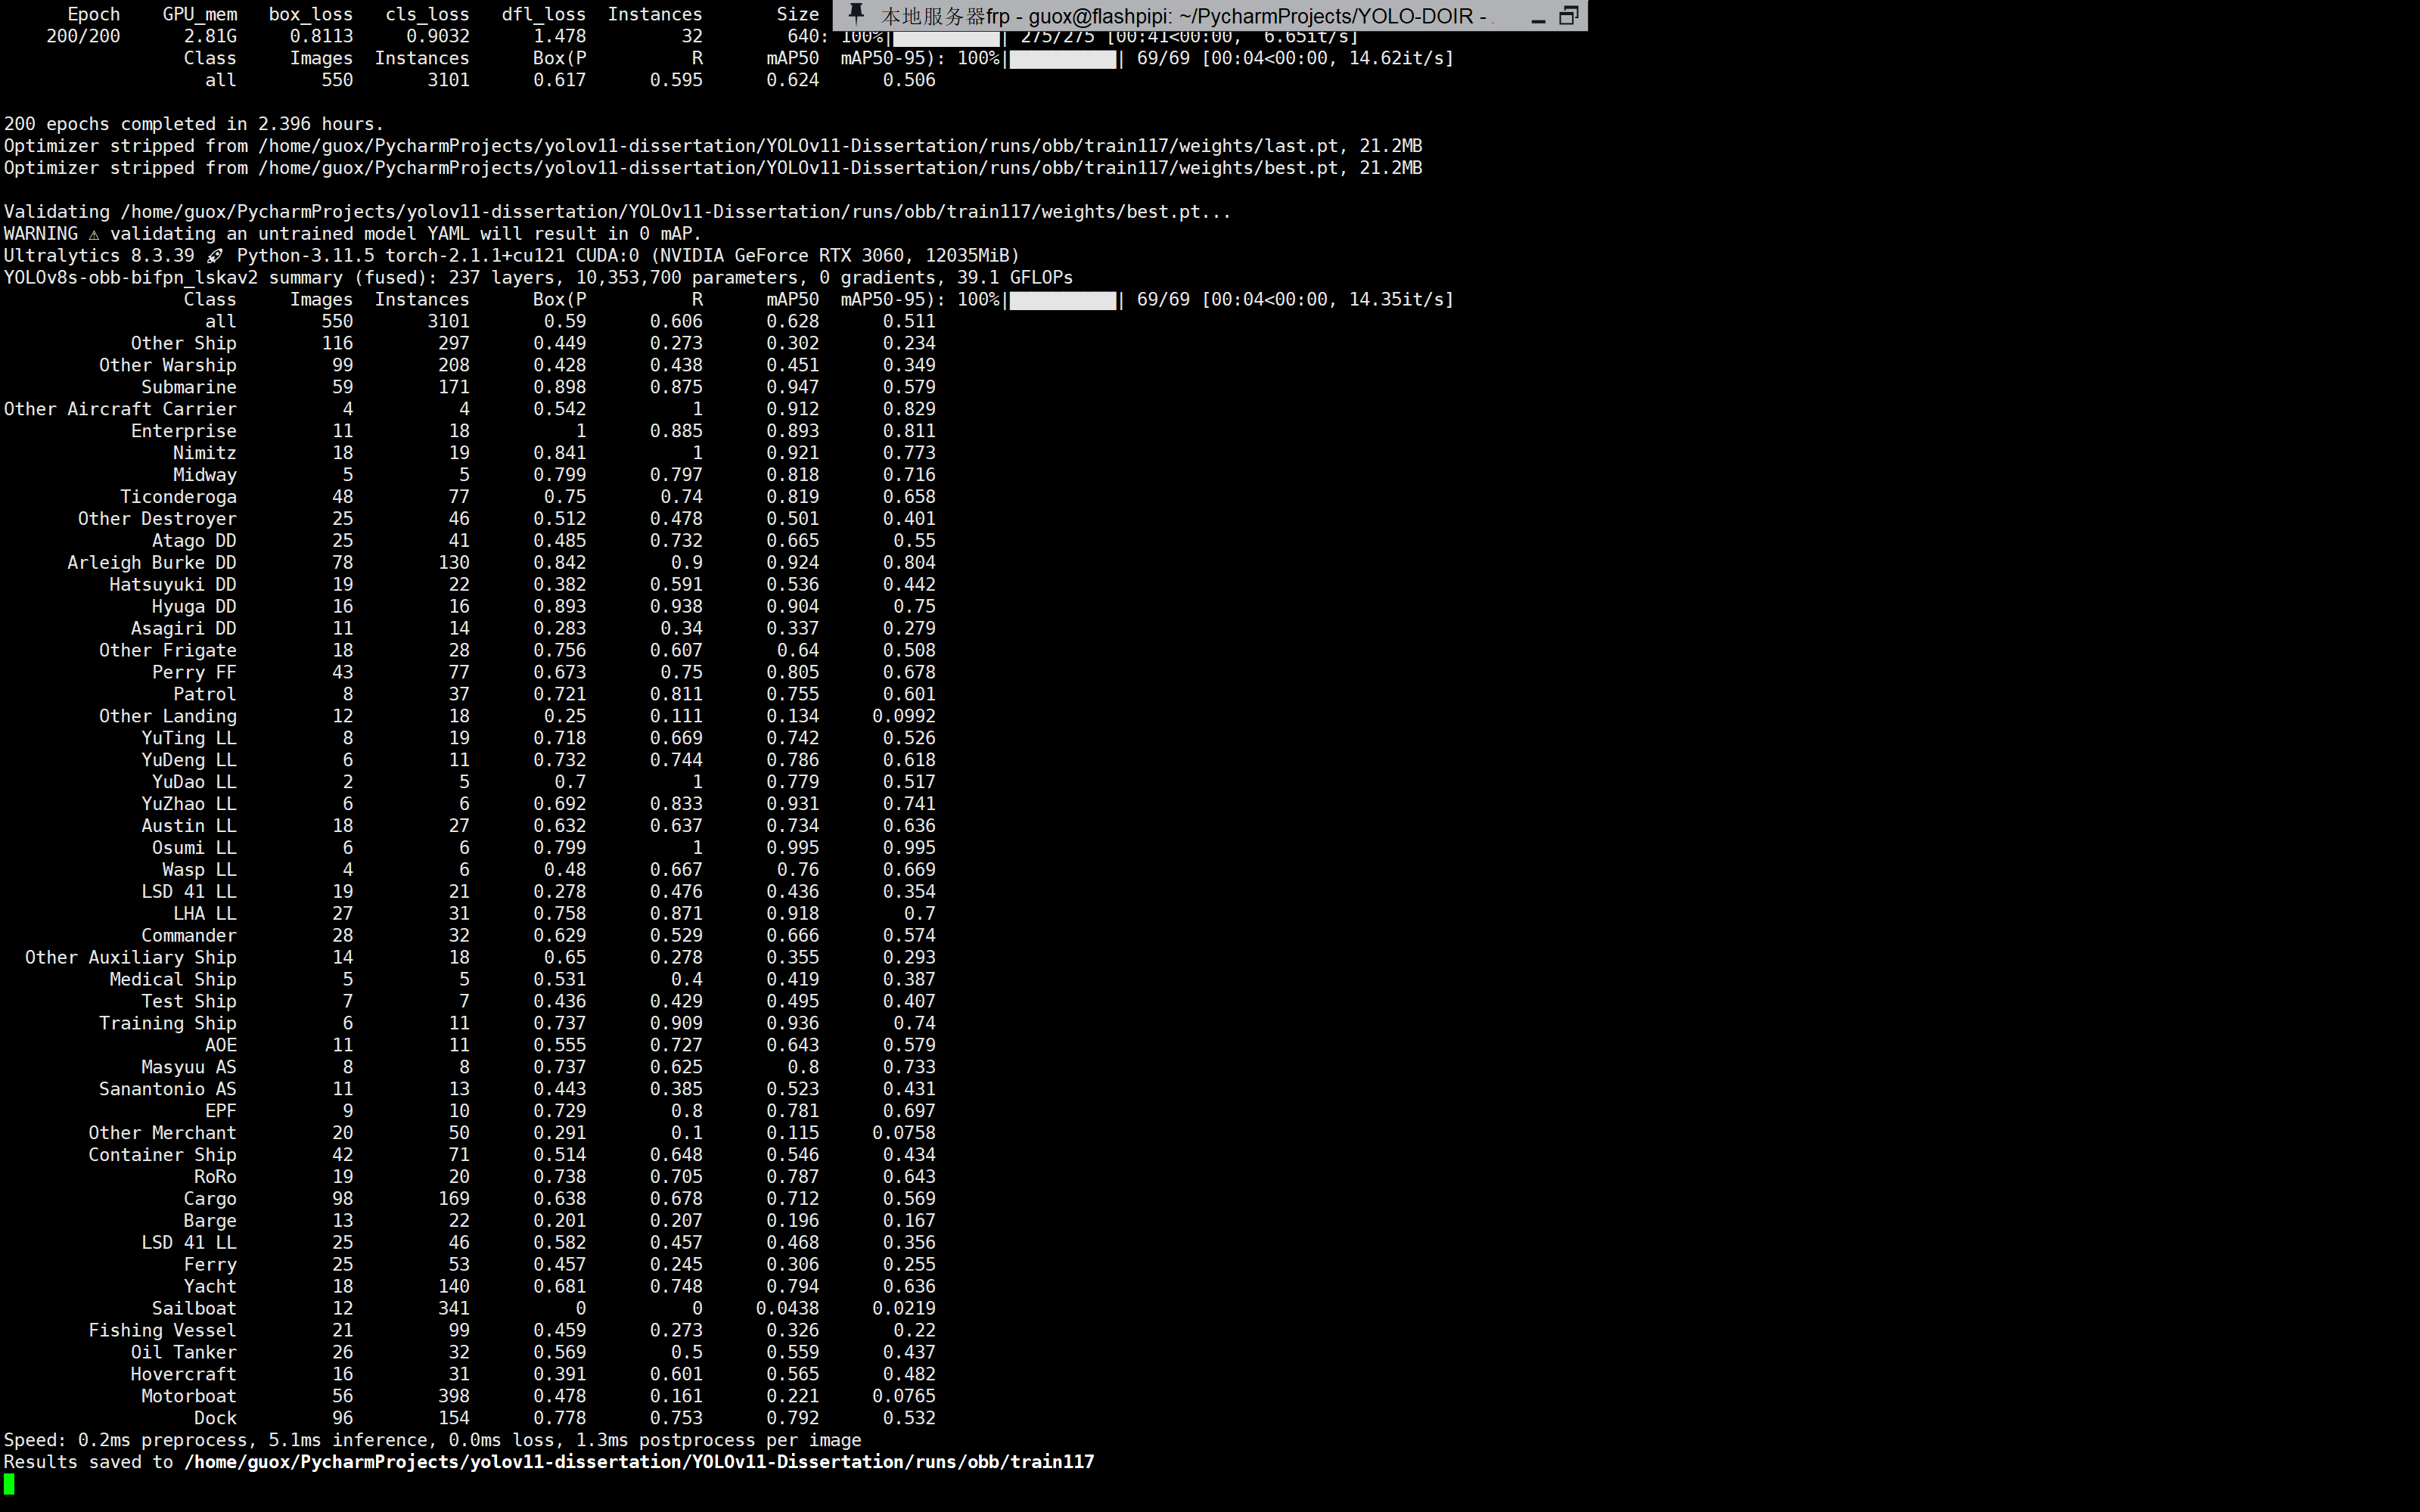 Epoch GPU_mem box_loss cls_loss dfl_loss Instances Size
本地服务器frp - guox@flashpipi: ~/PycharmProjects/YOLO-DOIR -
200/200 2.81G 0.8113 0.9032 1.478 32 640: 100%|██████████| 275/275 [00:41<00:00, 6.65it/s]
Class Images Instances Box(P R mAP50 mAP50-95): 100%|██████████| 69/69 [00:04<00:00, 14.62it/s]
all 550 3101 0.617 0.595 0.624 0.506
200 epochs completed in 2.396 hours.
Optimizer stripped from /home/guox/PycharmProjects/yolov11-dissertation/YOLOv11-Dissertation/runs/obb/train117/weights/last.pt, 21.2MB
Optimizer stripped from /home/guox/PycharmProjects/yolov11-dissertation/YOLOv11-Dissertation/runs/obb/train117/weights/best.pt, 21.2MB
Validating /home/guox/PycharmProjects/yolov11-dissertation/YOLOv11-Dissertation/runs/obb/train117/weights/best.pt...
WARNING ⚠ validating an untrained model YAML will result in 0 mAP.
Ultralytics 8.3.39 🚀 Python-3.11.5 torch-2.1.1+cu121 CUDA:0 (NVIDIA GeForce RTX 3060, 12035MiB)
YOLOv8s-obb-bifpn_lskav2 summary (fused): 237 layers, 10,353,700 parameters, 0 gradients, 39.1 GFLOPs
Class Images Instances Box(P R mAP50 mAP50-95): 100%|██████████| 69/69 [00:04<00:00, 14.35it/s]
all 550 3101 0.59 0.606 0.628 0.511
Other Ship 116 297 0.449 0.273 0.302 0.234
Other Warship 99 208 0.428 0.438 0.451 0.349
Submarine 59 171 0.898 0.875 0.947 0.579
Other Aircraft Carrier 4 4 0.542 1 0.912 0.829
Enterprise 11 18 1 0.885 0.893 0.811
Nimitz 18 19 0.841 1 0.921 0.773
Midway 5 5 0.799 0.797 0.818 0.716
Ticonderoga 48 77 0.75 0.74 0.819 0.658
Other Destroyer 25 46 0.512 0.478 0.501 0.401
Atago DD 25 41 0.485 0.732 0.665 0.55
Arleigh Burke DD 78 130 0.842 0.9 0.924 0.804
Hatsuyuki DD 19 22 0.382 0.591 0.536 0.442
Hyuga DD 16 16 0.893 0.938 0.904 0.75
Asagiri DD 11 14 0.283 0.34 0.337 0.279
Other Frigate 18 28 0.756 0.607 0.64 0.508
Perry FF 43 77 0.673 0.75 0.805 0.678
Patrol 8 37 0.721 0.811 0.755 0.601
Other Landing 12 18 0.25 0.111 0.134 0.0992
YuTing LL 8 19 0.718 0.669 0.742 0.526
YuDeng LL 6 11 0.732 0.744 0.786 0.618
YuDao LL 2 5 0.7 1 0.779 0.517
YuZhao LL 6 6 0.692 0.833 0.931 0.741
Austin LL 18 27 0.632 0.637 0.734 0.636
Osumi LL 6 6 0.799 1 0.995 0.995
Wasp LL 4 6 0.48 0.667 0.76 0.669
LSD 41 LL 19 21 0.278 0.476 0.436 0.354
LHA LL 27 31 0.758 0.871 0.918 0.7
Commander 28 32 0.629 0.529 0.666 0.574
Other Auxiliary Ship 14 18 0.65 0.278 0.355 0.293
Medical Ship 5 5 0.531 0.4 0.419 0.387
Test Ship 7 7 0.436 0.429 0.495 0.407
Training Ship 6 11 0.737 0.909 0.936 0.74
AOE 11 11 0.555 0.727 0.643 0.579
Masyuu AS 8 8 0.737 0.625 0.8 0.733
Sanantonio AS 11 13 0.443 0.385 0.523 0.431
EPF 9 10 0.729 0.8 0.781 0.697
Other Merchant 20 50 0.291 0.1 0.115 0.0758
Container Ship 42 71 0.514 0.648 0.546 0.434
RoRo 19 20 0.738 0.705 0.787 0.643
Cargo 98 169 0.638 0.678 0.712 0.569
Barge 13 22 0.201 0.207 0.196 0.167
LSD 41 LL 25 46 0.582 0.457 0.468 0.356
Ferry 25 53 0.457 0.245 0.306 0.255
Yacht 18 140 0.681 0.748 0.794 0.636
Sailboat 12 341 0 0 0.0438 0.0219
Fishing Vessel 21 99 0.459 0.273 0.326 0.22
Oil Tanker 26 32 0.569 0.5 0.559 0.437
Hovercraft 16 31 0.391 0.601 0.565 0.482
Motorboat 56 398 0.478 0.161 0.221 0.0765
Dock 96 154 0.778 0.753 0.792 0.532
Speed: 0.2ms preprocess, 5.1ms inference, 0.0ms loss, 1.3ms postprocess per image
Results saved to /home/guox/PycharmProjects/yolov11-dissertation/YOLOv11-Dissertation/runs/obb/train117